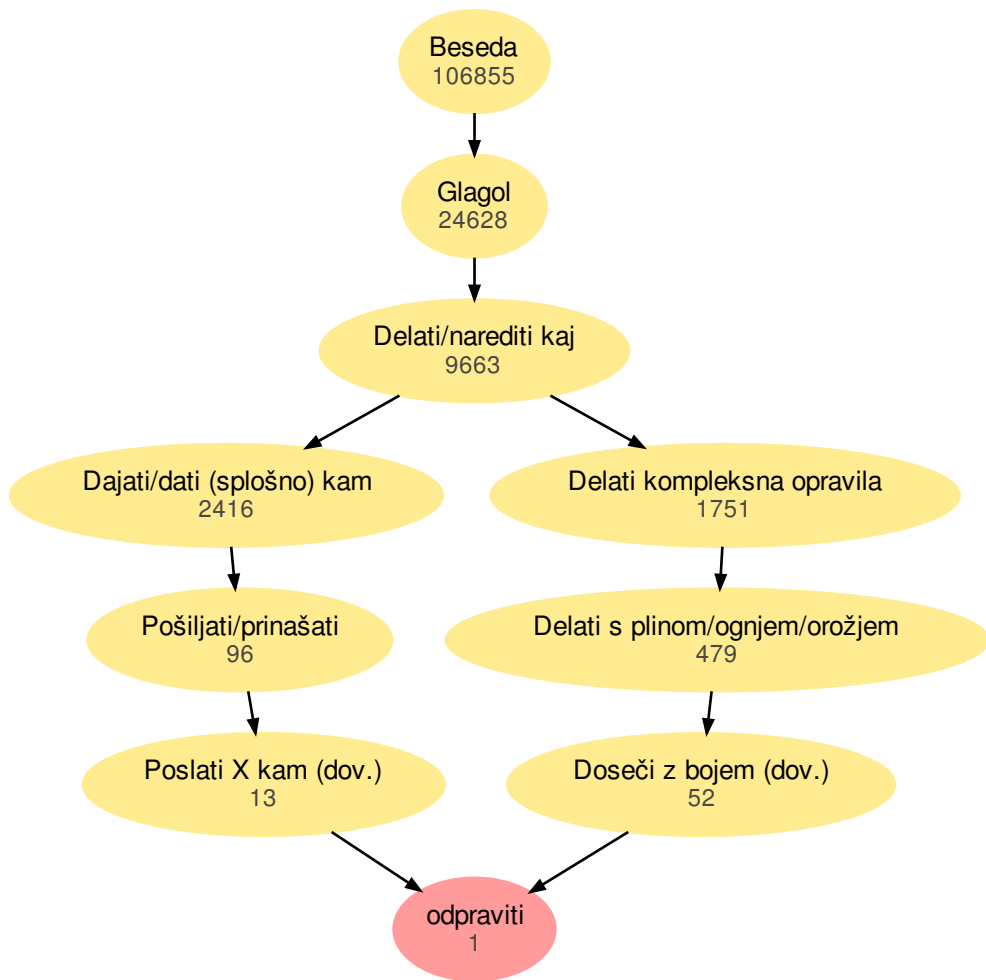 Beseda
106855
Glagol
24628
Delati/narediti kaj
9663
Dajati/dati (splošno) kam
2416
Delati kompleksna opravila
1751
Pošiljati/prinašati
96
Delati s plinom/ognjem/orožjem
479
Poslati X kam (dov.)
13
Doseči z bojem (dov.)
52
odpraviti
1